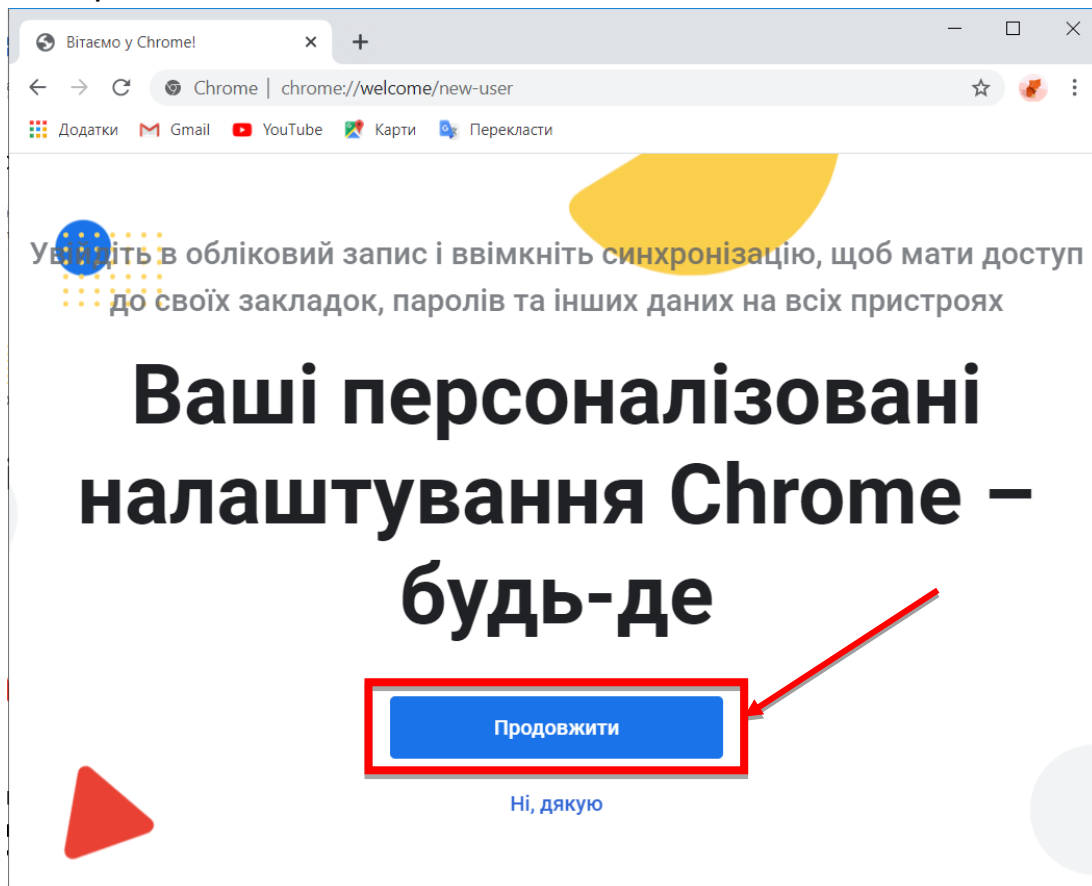 Вітаємо у Chrome!
Chrome | chrome://welcome/new-user
Додатки Gmail YouTube Карти Перекласти
Увійдіть в обліковий запис і ввімкніть синхронізацію, щоб мати доступ
до своїх закладок, паролів та інших даних на всіх пристроях
Ваші персоналізовані
налаштування Chrome –
будь-де
Продовжити
Ні, дякую